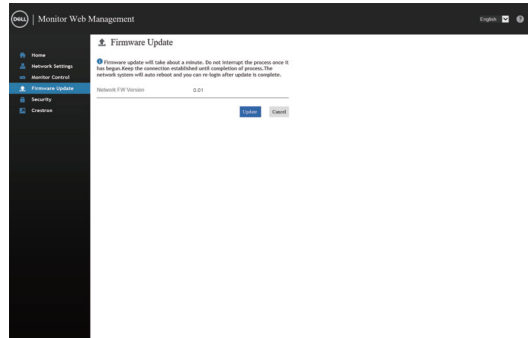 DELL | Monitor Web Management
English
?
Home
Network Settings
Monitor Control
Firmware Update
Security
Crestron
Firmware Update
Firmware update will take about a minute. Do not interrupt the process once it
has begun.Keep the connection established until completion of process.The
network system will auto reboot and you can re-login after update is complete.
Network FW Version 0.01
Update Cancel